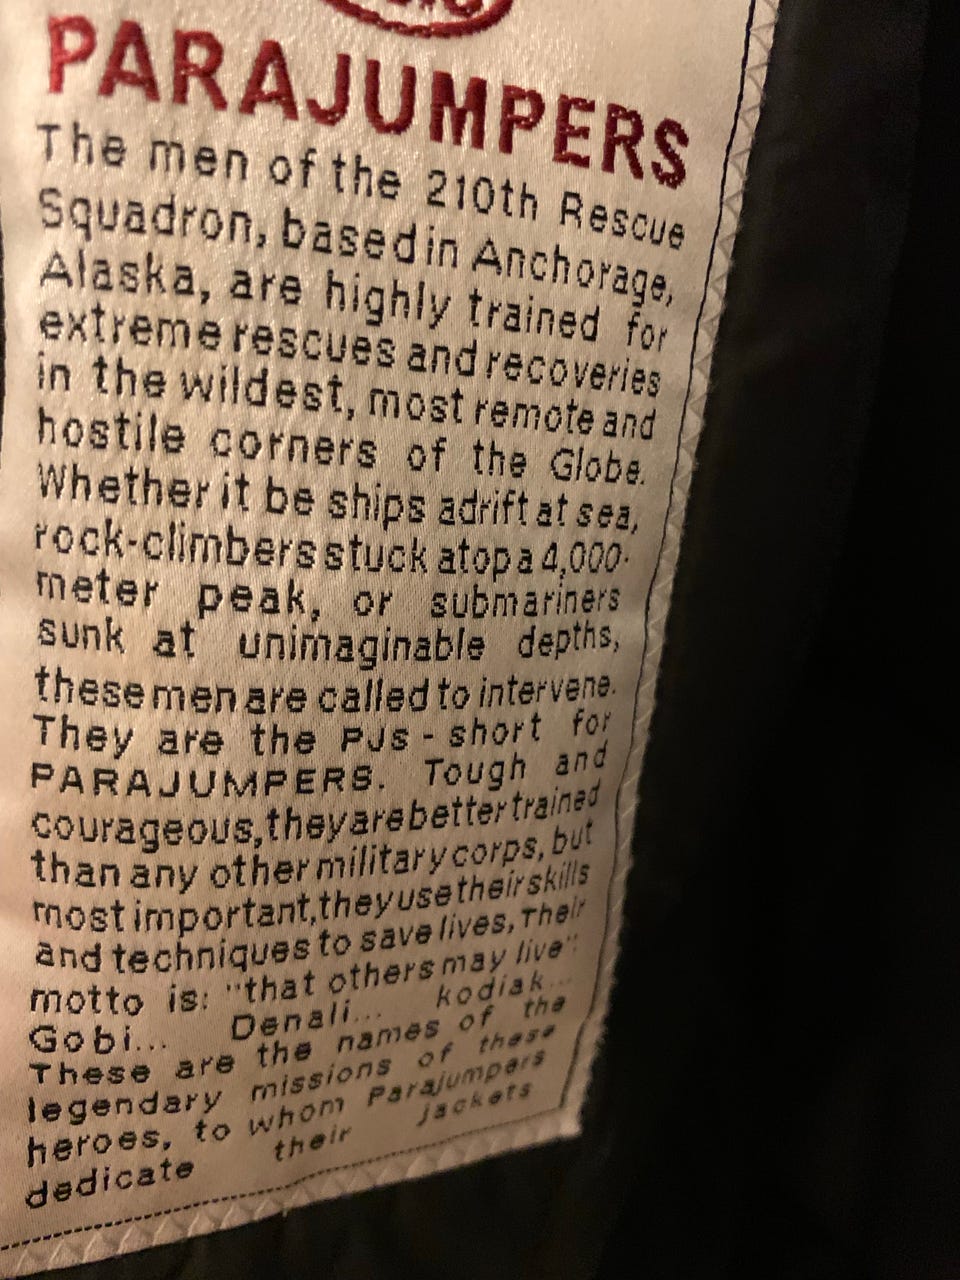 PARAJUMPERS
The men of the 210th Rescue
Squadron, based in Anchorage,
Alaska, are highly trained for
extreme rescues and recoveries
in the wildest, most remote and
hostile corners of the Globe.
Whether it be ships adrift at sea,
rock-climbers stuck atop a 4,000-
meter peak, or submariners
sunk at unimaginable depths,
these men are called to intervene.
They are the PJs - short for
PARAJUMPERS. Tough and
courageous, they are better trained
than any other military corps, but
most important, they use their skills
and techniques to save lives, Their
motto is: "that others may live".
Gobi... Denali... kodiak...
These are the names of the
legendary missions of these
heroes, to whom Parajumpers
dedicate their jackets